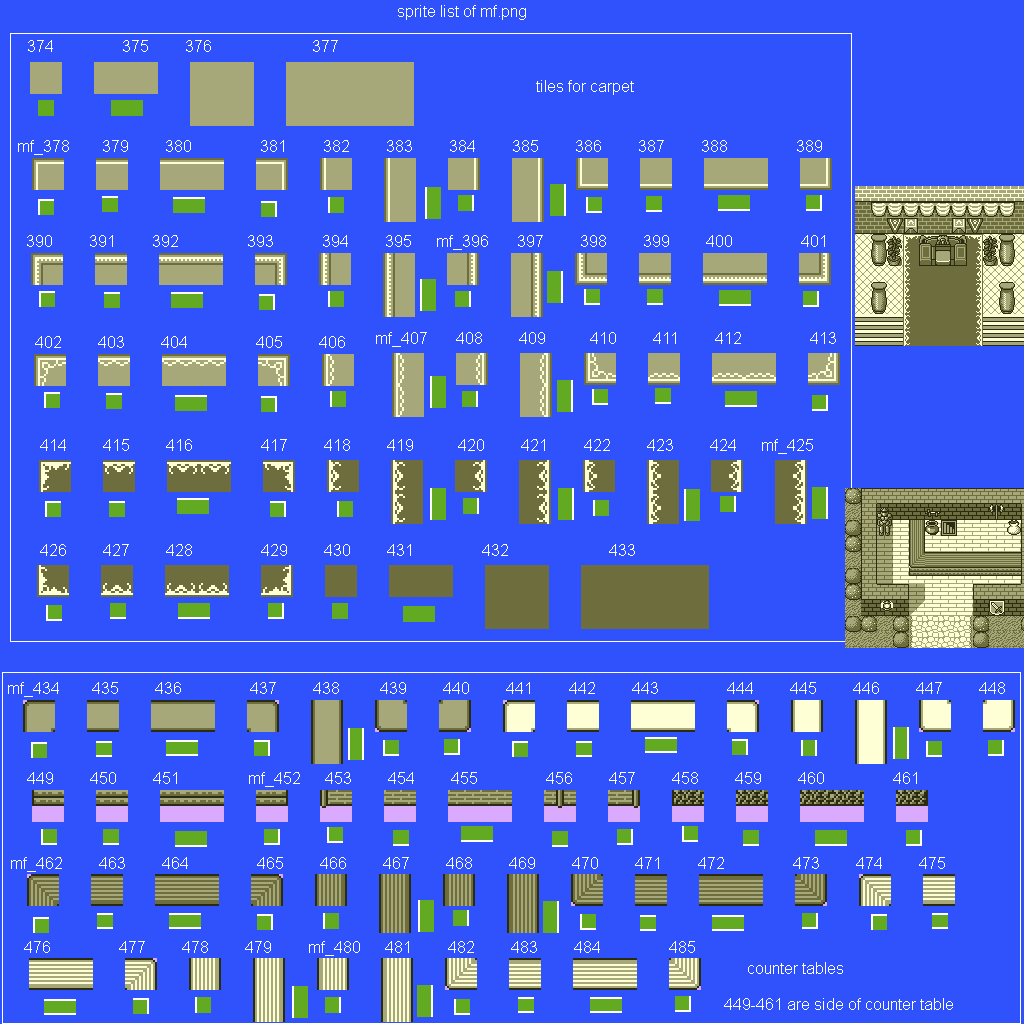 sprite list of mf.png
374 375 376 377
tiles for carpet
mf_378 379 380 381 382 383 384 385 386 387 388 389
390 391 392 393 394 395 mf_396 397 398 399 400 401
402 403 404 405 406 mf_407 408 409 410 411 412 413
414 415 416 417 418 419 420 421 422 423 424 mf_425
426 427 428 429 430 431 432 433
mf_434 435 436 437 438 439 440 441 442 443 444 445 446 447 448
449 450 451 mf_452 453 454 455 456 457 458 459 460 461
mf_462 463 464 465 466 467 468 469 470 471 472 473 474 475
476 477 478 479 mf_480 481 482 483 484 485
counter tables
449-461 are side of counter table